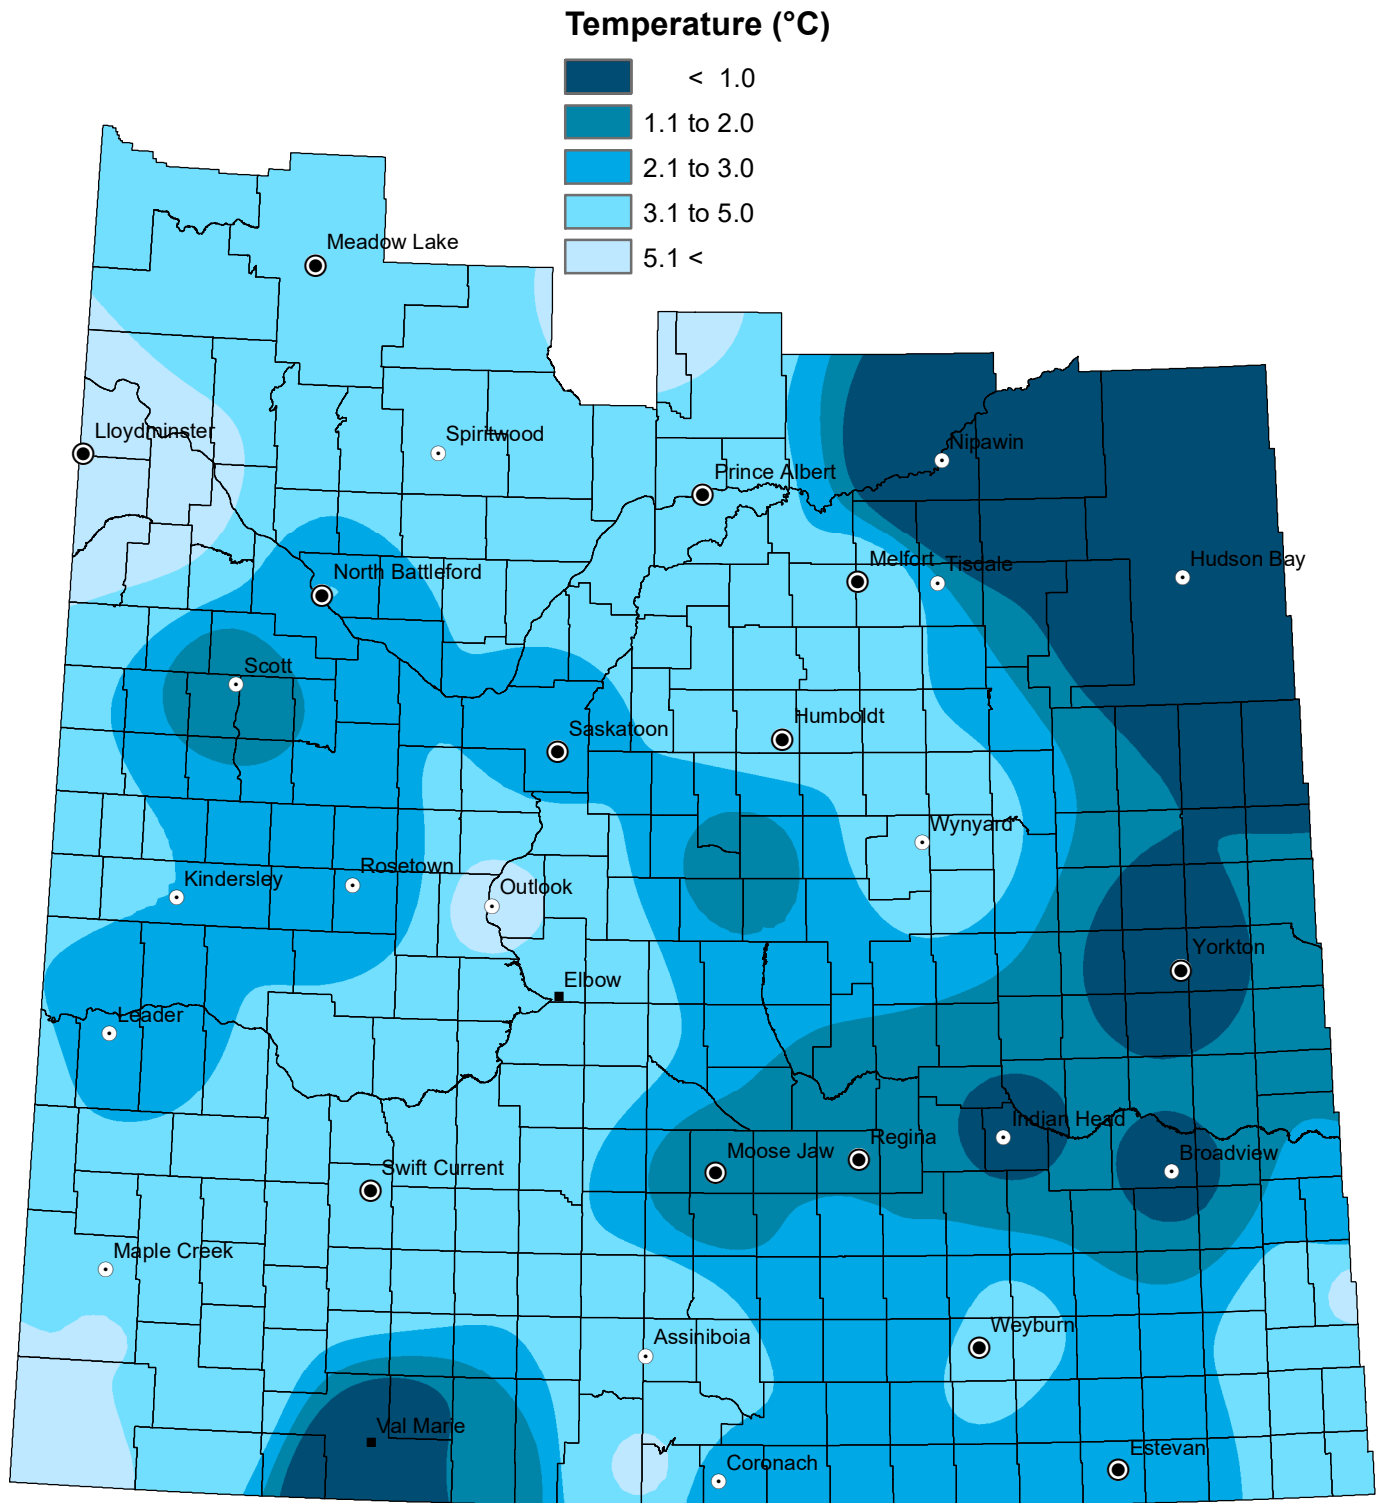 Temperature (°C)
< 1.0
1.1 to 2.0
2.1 to 3.0
3.1 to 5.0
5.1 <
Meadow Lake
Lloydminster
Spiritwood
Nipawin
Prince Albert
Melfort
Tisdale
Hudson Bay
North Battleford
Scott
Humboldt
Saskatoon
Wynyard
Rosetown
Kindersley
Outlook
Yorkton
Elbow
Leader
Indian Head
Regina
Moose Jaw
Broadview
Swift Current
Maple Creek
Weyburn
Assiniboia
Val Marie
Estevan
Coronach